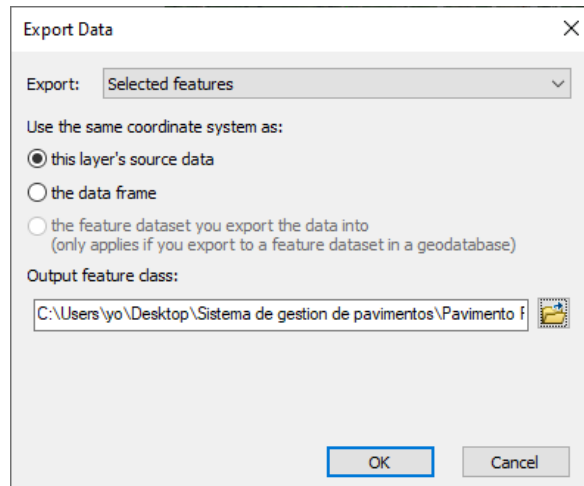 Export Data
Export: Selected features
Use the same coordinate system as:
this layer's source data
the data frame
the feature dataset you export the data into
(only applies if you export to a feature dataset in a geodatabase)
Output feature class:
C:\Users\yo\Desktop\Sistema de gestion de pavimentos\Pavimento
OK Cancel